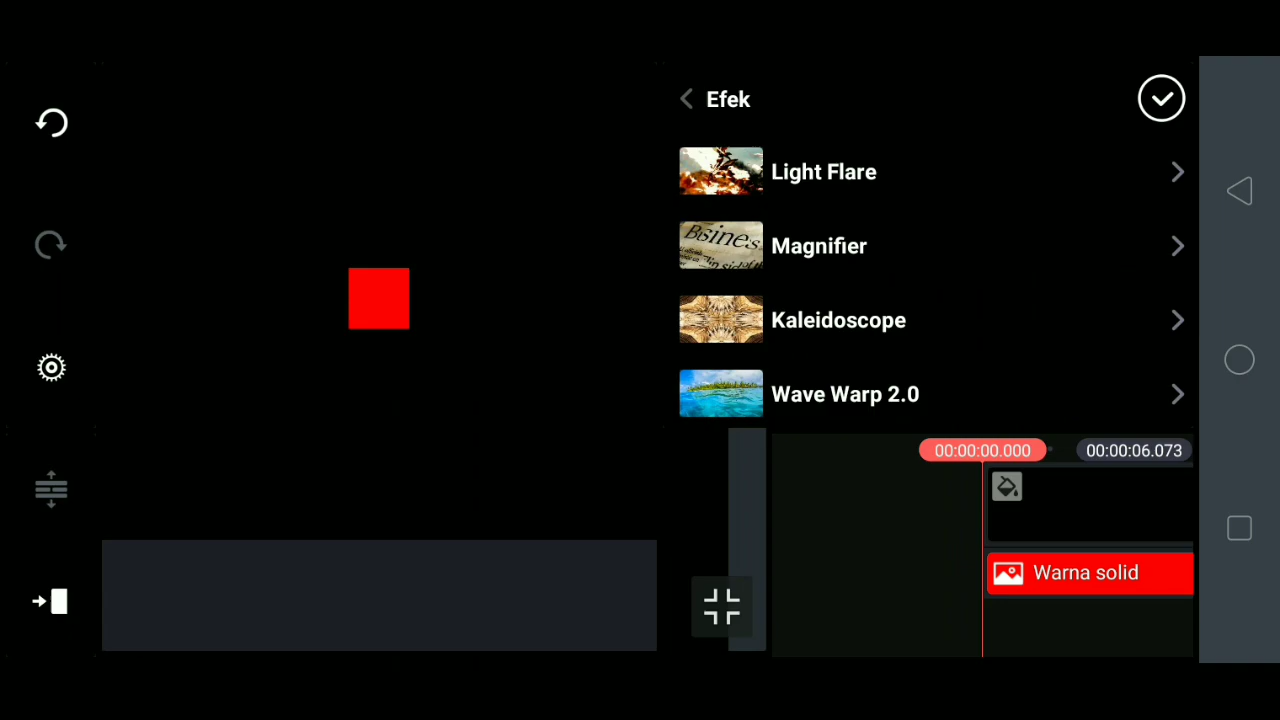 Efek
Light Flare
Magnifier
Kaleidoscope
Wave Warp 2.0
00:00:00.000
00:00:06.073
Warna solid